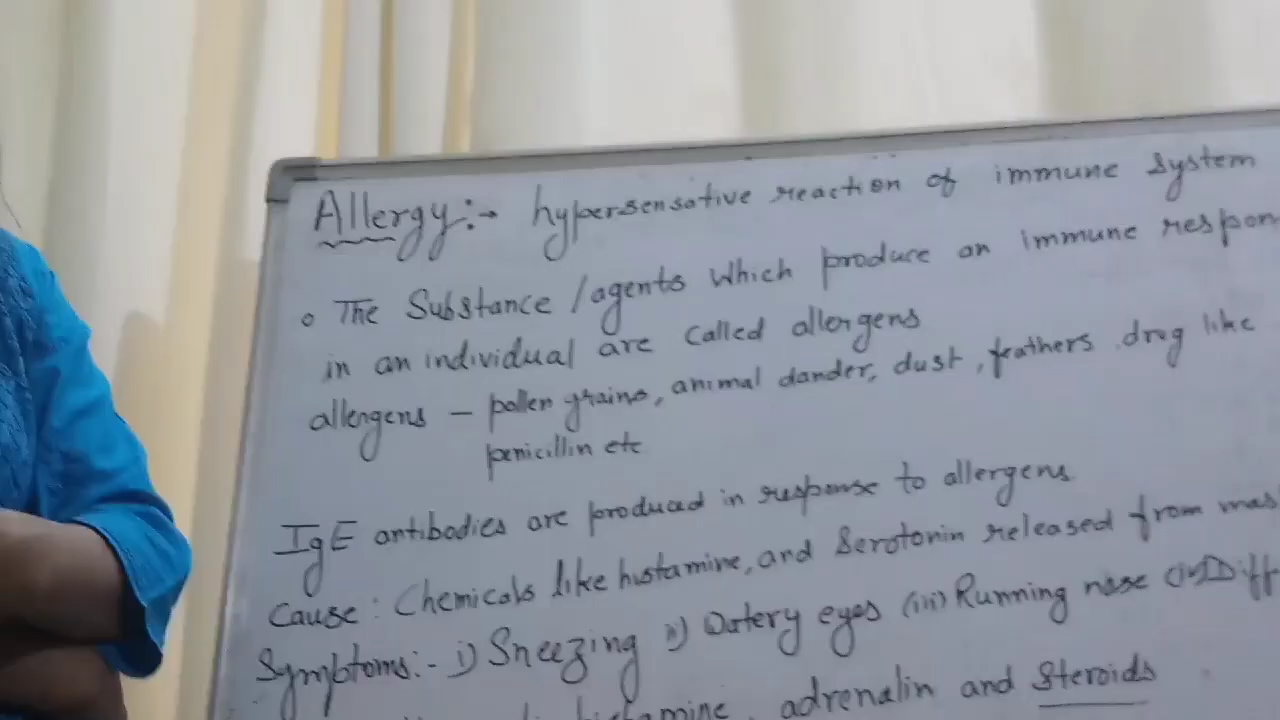 Allergy:- hypersensative reaction of immune system
The Substance / agents which produce an immune respon
in an individual are called allergens
allergens - pollen grains, animal dander, dust, feathers, drug like
penicillin etc
IgE antibodies are produced in response to allergens
Cause: Chemicals like histamine, and Serotonin released from mas
Symptoms:- i) Sneezing ii) Watery eyes (iii) Running nose (iv) Diff
histamine, adrenalin and Steroids